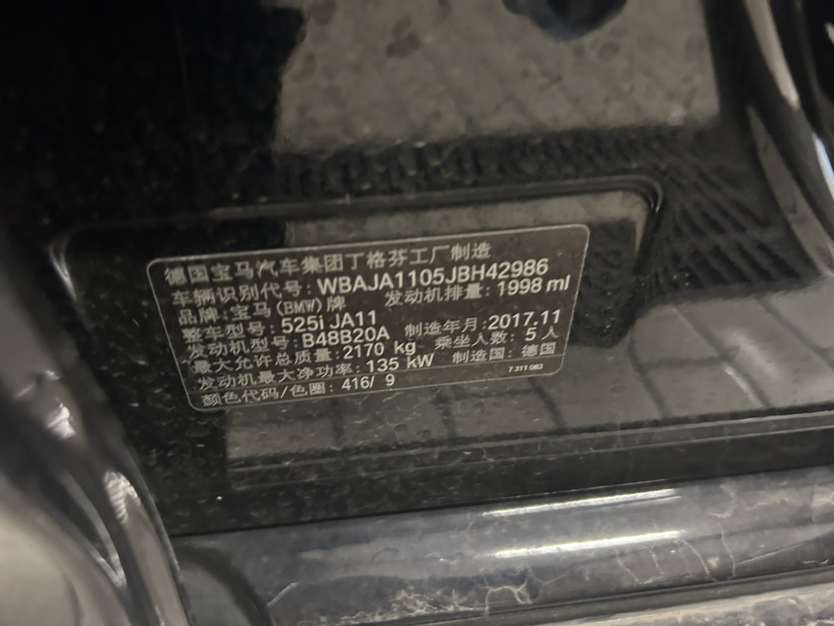 德国宝马汽车集团丁格芬工厂制造
车辆识别代号: WBAJA1105JBH42986
品牌: 宝马(BMW)牌 发动机排量: 1998 ml
整车型号: 525i JA11
发动机型号: B48B20A 制造年月: 2017.11
最大允许总质量: 2170 kg 乘坐人数: 5 人
发动机最大净功率: 135 kW 制造国: 德国
颜色代码/色圈: 416/ 9
7 311 083